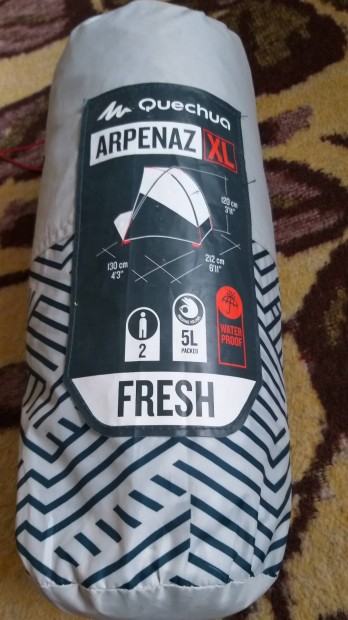 Quechua
ARPENAZ XL
120 cm
3'11"
130 cm
4'3"
212 cm
6'11"
2
5L
PACKED
WATER
PROOF
FRESH